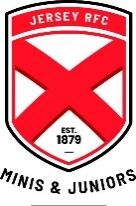 JERSEY RFC
EST.
1879
MINIS & JUNIORS